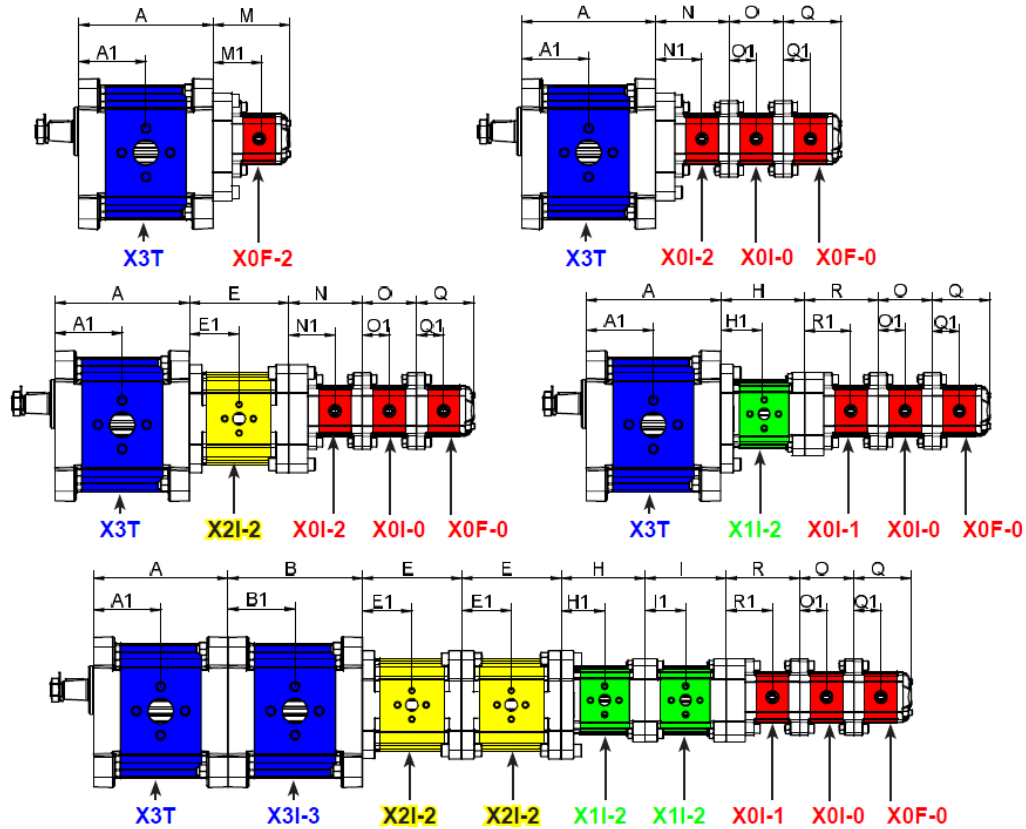 A M
A1 M1
X3T X0F-2
A N O Q
A1 N1 O1 Q1
X3T X0I-2 X0I-0 X0F-0
A E N O Q
A1 E1 N1 O1 Q1
X3T X2I-2 X0I-2 X0I-0 X0F-0
A H R O Q
A1 H1 R1 O1 Q1
X3T X1I-2 X0I-1 X0I-0 X0F-0
A B E E H I R O Q
A1 B1 E1 E1 H1 I1 R1 O1 Q1
X3T X3I-3 X2I-2 X2I-2 X1I-2 X1I-2 X0I-1 X0I-0 X0F-0